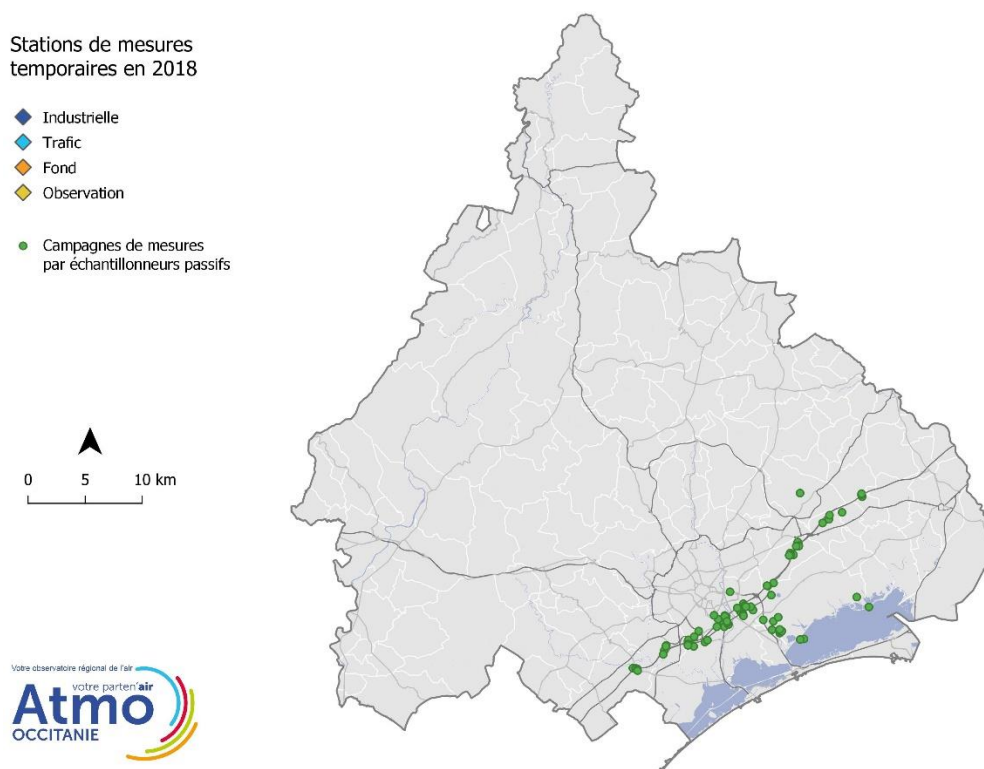 Stations de mesures
temporaires en 2018
Industrielle
Trafic
Fond
Observation
Campagnes de mesures
par échantillonneurs passifs
0 5 10 km
Votre observatoire régional de l'air
votre parten'air
Atmo
OCCITANIE